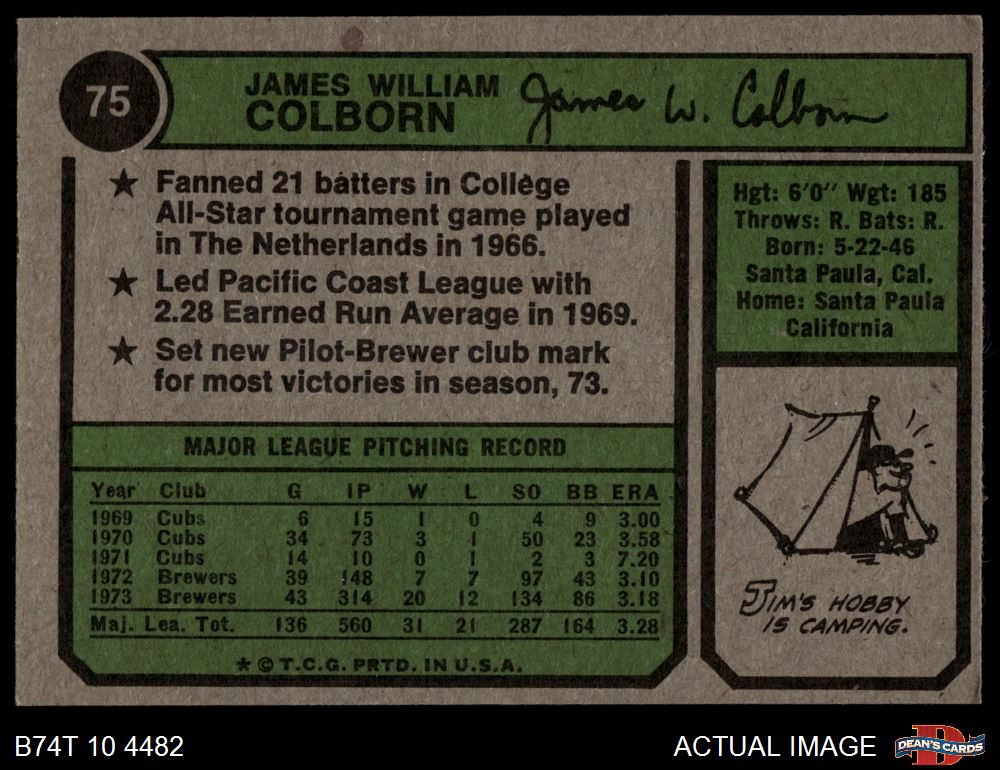 75
JAMES WILLIAM
COLBORN
James W. Colborn
★ Fanned 21 batters in College
All-Star tournament game played
in The Netherlands in 1966.
★ Led Pacific Coast League with
2.28 Earned Run Average in 1969.
★ Set new Pilot-Brewer club mark
for most victories in season, 73.
Hgt: 6'0" Wgt: 185
Throws: R. Bats: R.
Born: 5-22-46
Santa Paula, Cal.
Home: Santa Paula
California
MAJOR LEAGUE PITCHING RECORD
Year Club G IP W L SO BB ERA
1969 Cubs 6 15 1 0 4 9 3.00
1970 Cubs 34 73 3 1 50 23 3.58
1971 Cubs 14 10 0 1 2 3 7.20
1972 Brewers 39 148 7 7 97 43 3.10
1973 Brewers 43 314 20 12 134 86 3.18
Maj. Lea. Tot. 136 560 31 21 287 164 3.28
★ © T.C.G. PRTD. IN U.S.A.
JIM'S HOBBY
IS CAMPING.
B74T 10 4482
ACTUAL IMAGE
D
DEAN'S CARDS